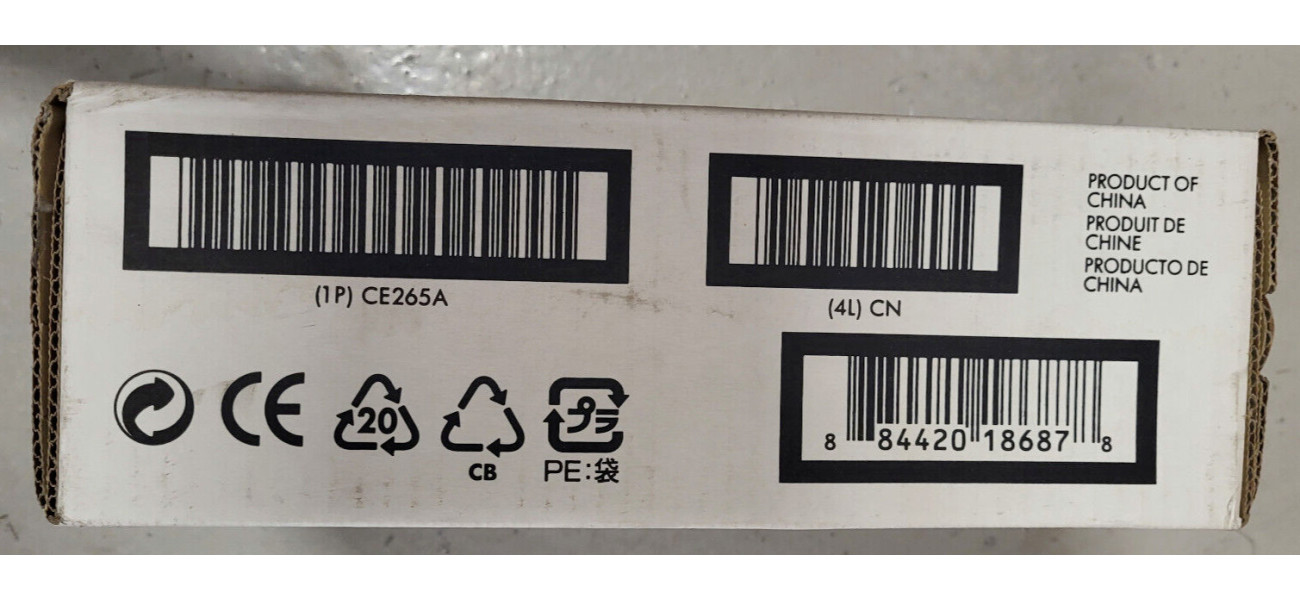 (1P) CE265A
(4L) CN
PRODUCT OF
CHINA
PRODUIT DE
CHINE
PRODUCTO DE
CHINA
CE
20
CB
プラ
PE:袋
8 84420 18687 8